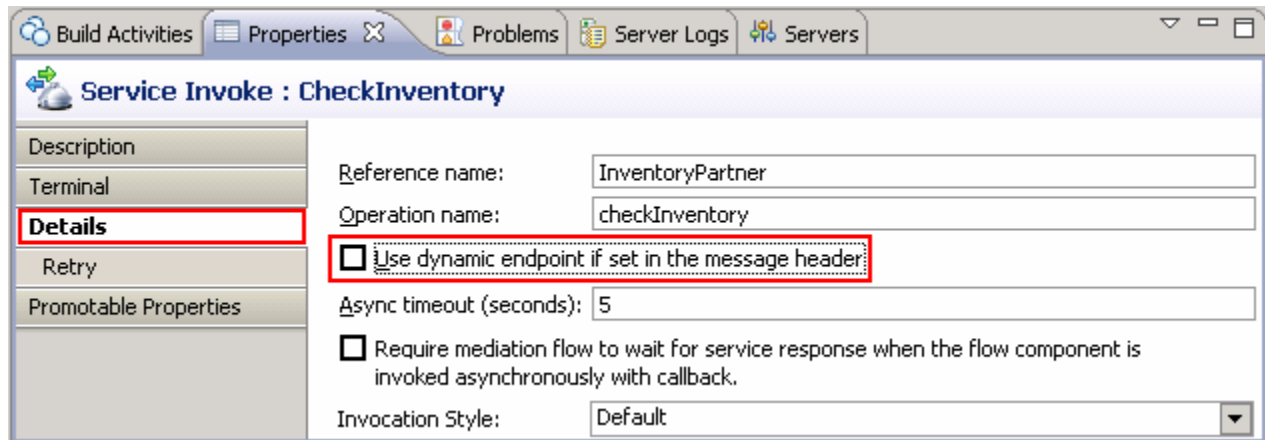 Build Activities Properties Problems Server Logs Servers
Service Invoke : CheckInventory
Description
Terminal
Details
Retry
Promotable Properties
Reference name: InventoryPartner
Operation name: checkInventory
Use dynamic endpoint if set in the message header
Async timeout (seconds): 5
Require mediation flow to wait for service response when the flow component is
invoked asynchronously with callback.
Invocation Style: Default